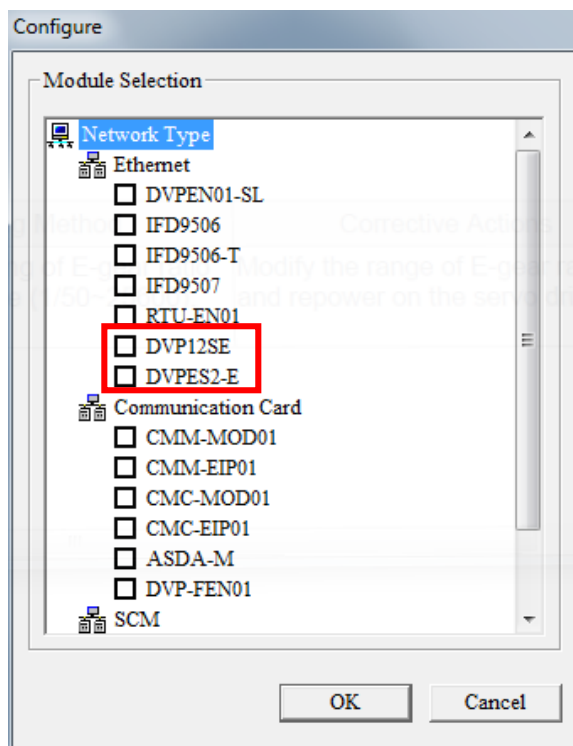 Configure
Module Selection
Network Type
Ethernet
DVPEN01-SL
IFD9506
IFD9506-T
IFD9507
RTU-EN01
DVP12SE
DVPES2-E
Communication Card
CMM-MOD01
CMM-EIP01
CMC-MOD01
CMC-EIP01
ASDA-M
DVP-FEN01
SCM
OK Cancel